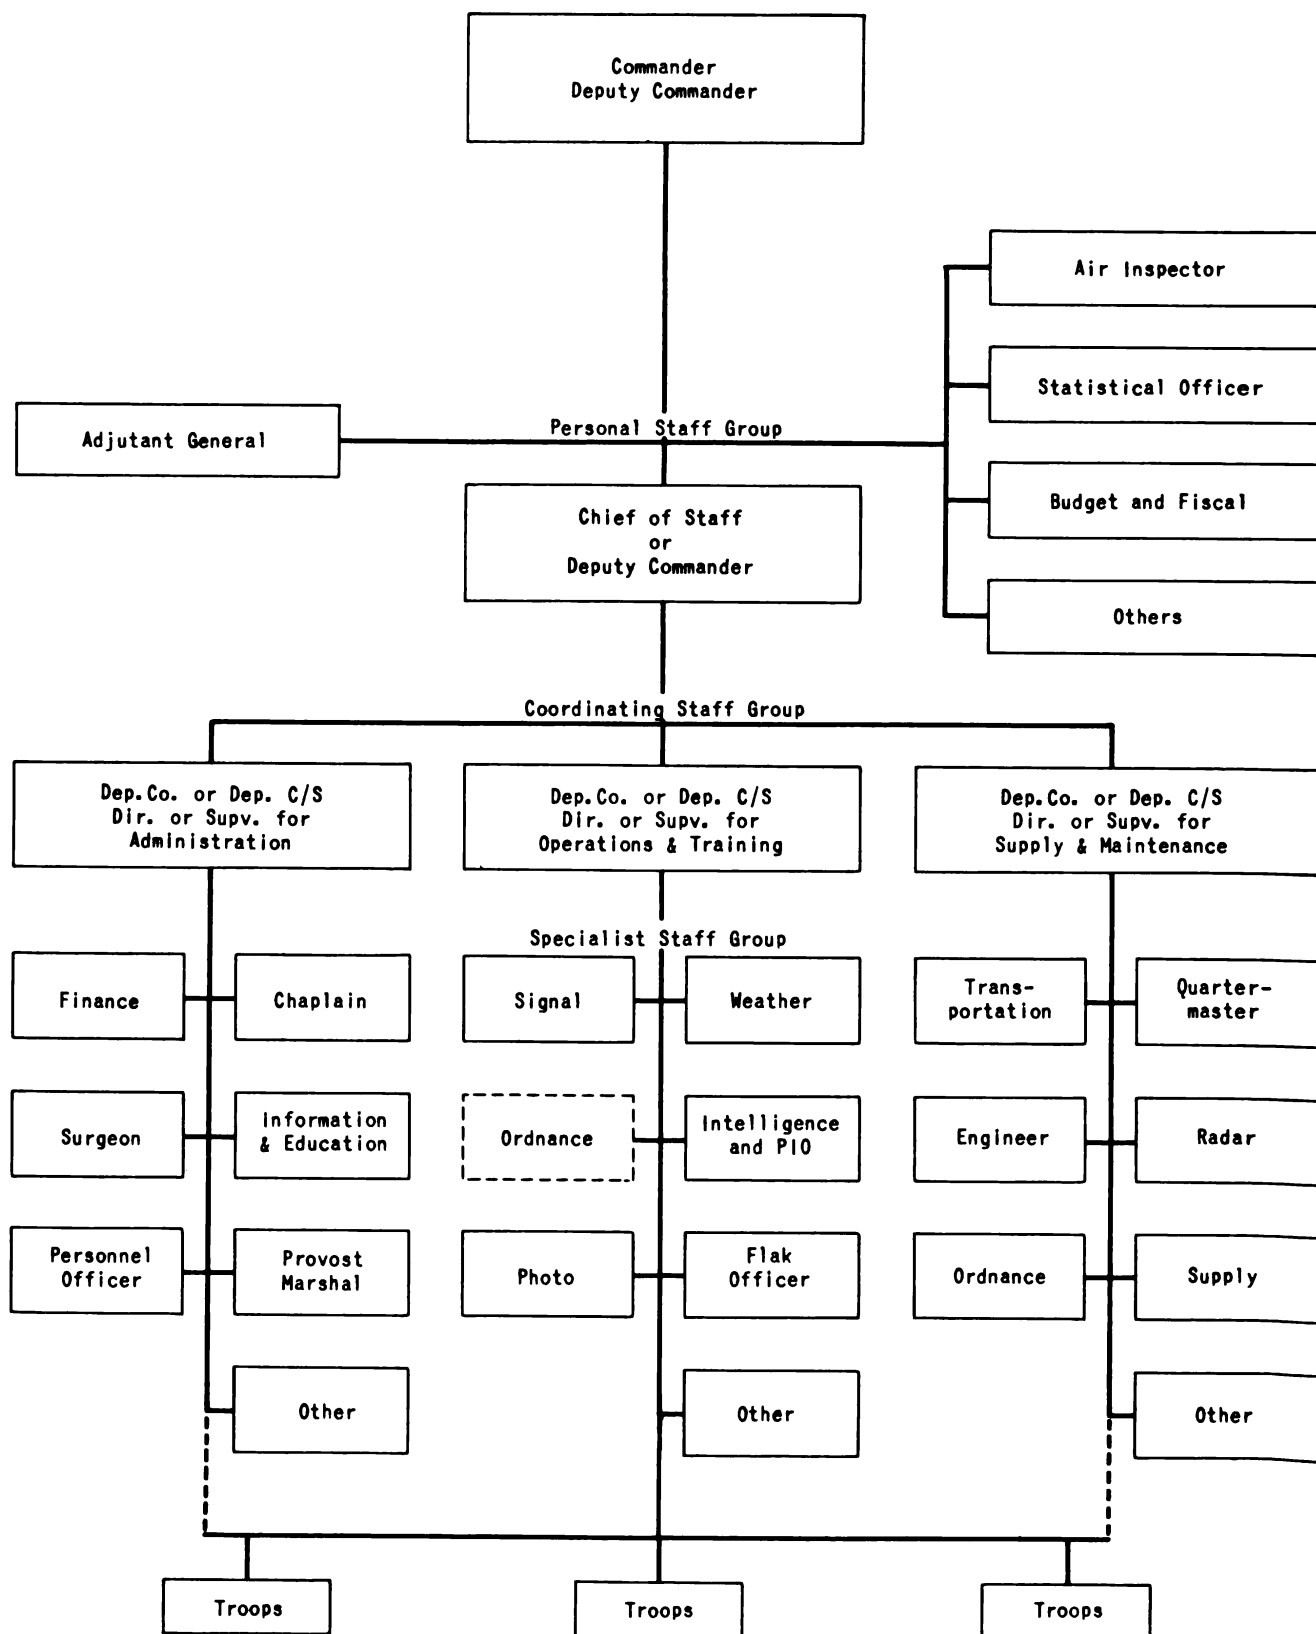 Commander
Deputy Commander
Air Inspector
Statistical Officer
Adjutant General
Personal Staff Group
Budget and Fiscal
Chief of Staff
or
Deputy Commander
Others
Coordinating Staff Group
Dep.Co. or Dep. C/S
Dir. or Supv. for
Administration
Dep.Co. or Dep. C/S
Dir. or Supv. for
Operations & Training
Dep.Co. or Dep. C/S
Dir. or Supv. for
Supply & Maintenance
Specialist Staff Group
Finance
Chaplain
Signal
Weather
Trans-
portation
Quarter-
master
Surgeon
Information
& Education
Ordnance
Intelligence
and PIO
Engineer
Radar
Personnel
Officer
Provost
Marshal
Photo
Flak
Officer
Ordnance
Supply
Other
Other
Other
Troops
Troops
Troops